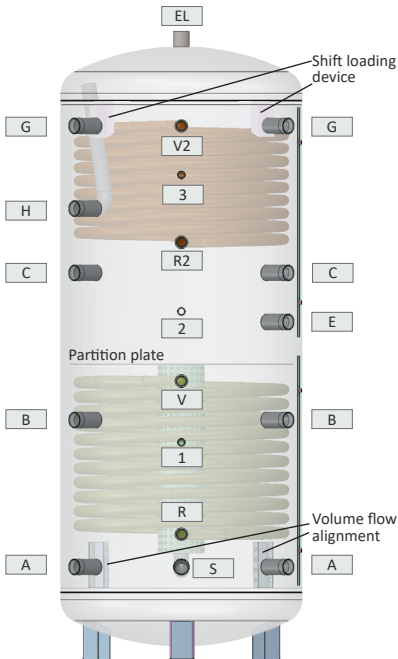 EL
Shift loading
device
G
G
V2
3
H
R2
C
C
2
E
Partition plate
V
B
B
1
R
Volume flow
alignment
A
S
A